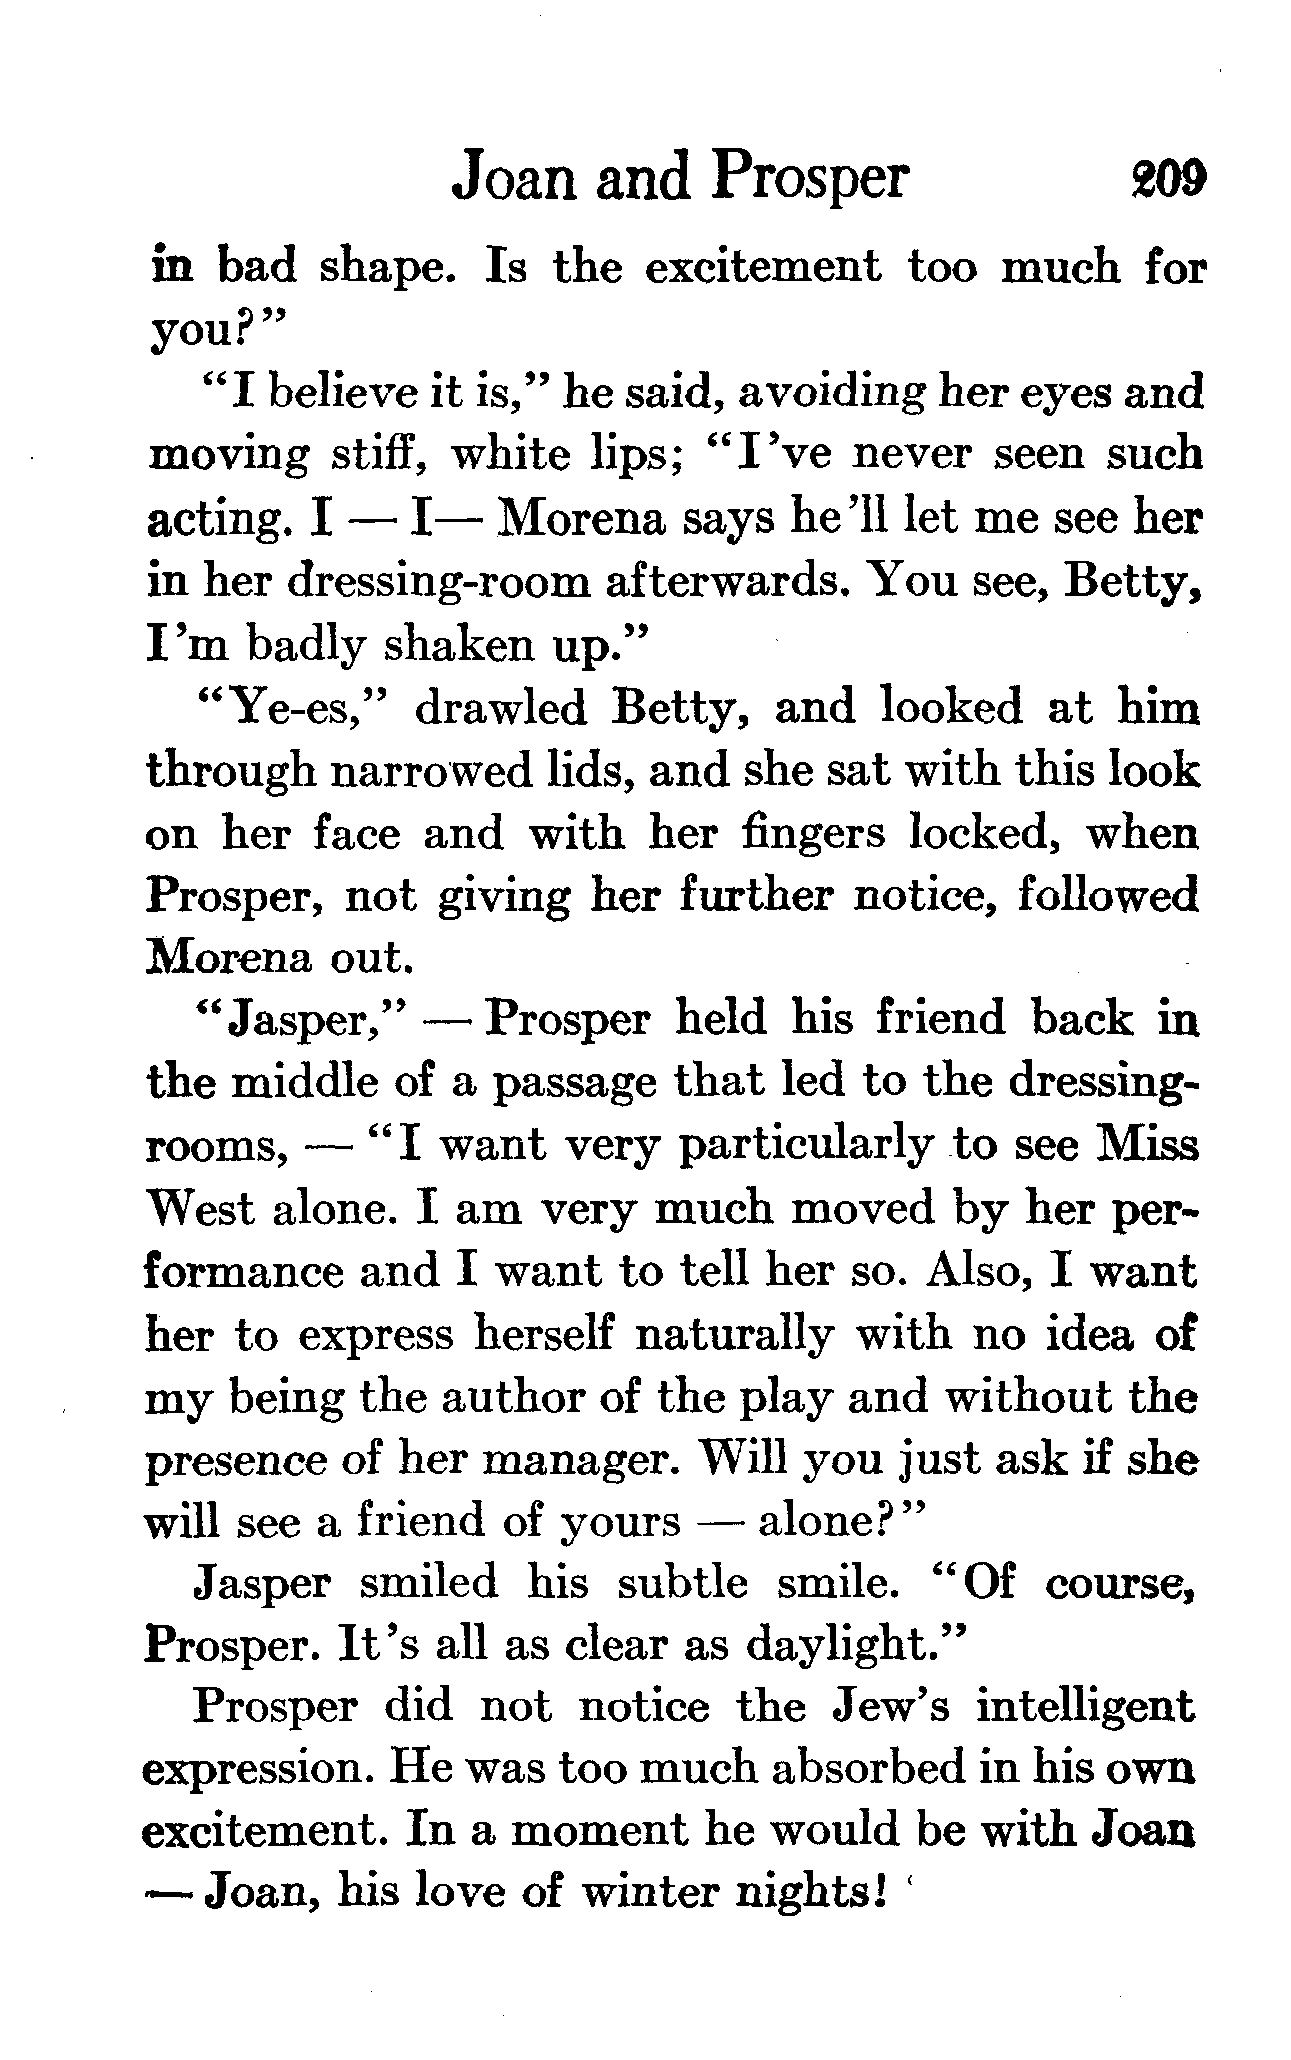 Joan and Prosper 209
in bad shape. Is the excitement too much for
you?"
"I believe it is," he said, avoiding her eyes and
moving stiff, white lips; "I've never seen such
acting. I — I— Morena says he'll let me see her
in her dressing-room afterwards. You see, Betty,
I'm badly shaken up."
"Ye-es," drawled Betty, and looked at him
through narrowed lids, and she sat with this look
on her face and with her fingers locked, when
Prosper, not giving her further notice, followed
Morena out.
"Jasper," — Prosper held his friend back in
the middle of a passage that led to the dressing-
rooms, — "I want very particularly to see Miss
West alone. I am very much moved by her per-
formance and I want to tell her so. Also, I want
her to express herself naturally with no idea of
my being the author of the play and without the
presence of her manager. Will you just ask if she
will see a friend of yours — alone?"
Jasper smiled his subtle smile. "Of course,
Prosper. It's all as clear as daylight."
Prosper did not notice the Jew's intelligent
expression. He was too much absorbed in his own
excitement. In a moment he would be with Joan
— Joan, his love of winter nights!